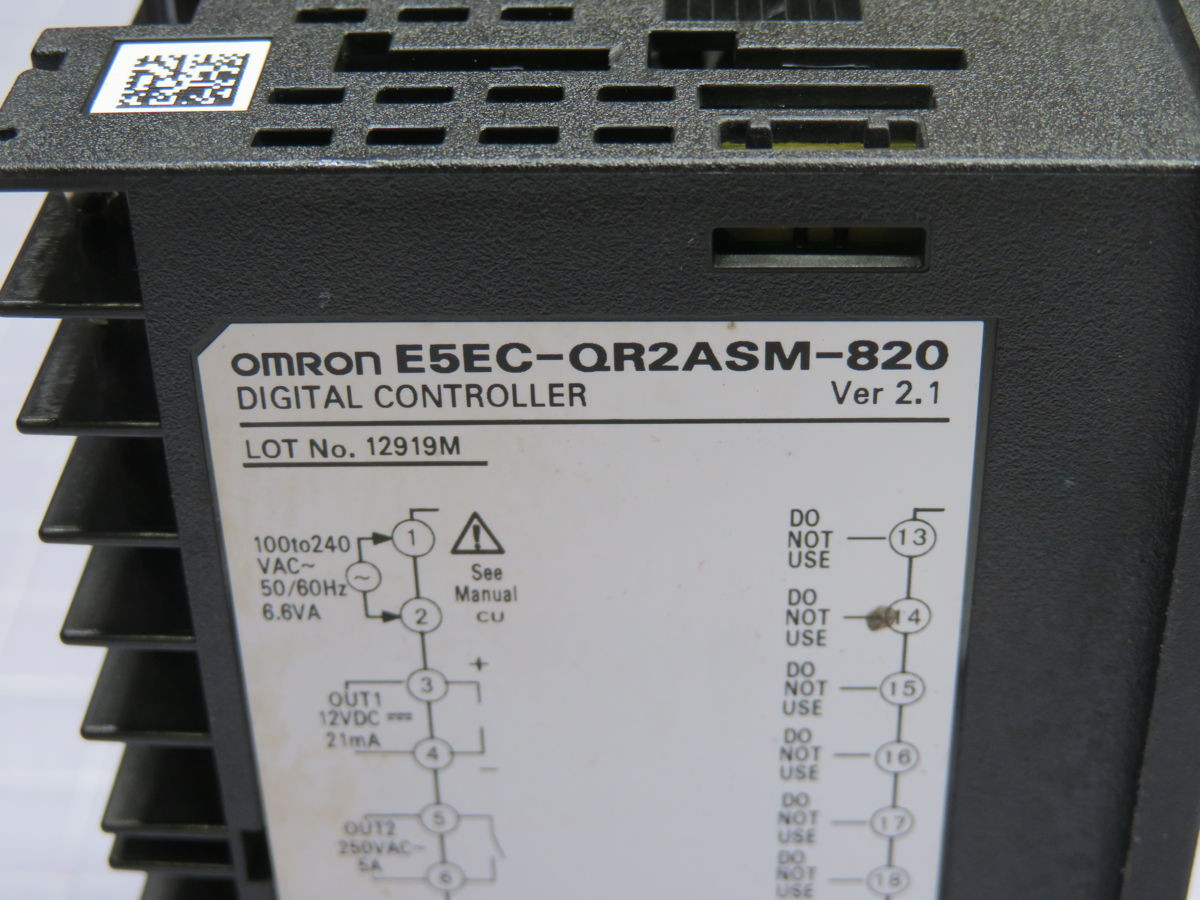 OMRON E5EC-QR2ASM-820
DIGITAL CONTROLLER Ver 2.1
LOT No. 12919M
100to240
VAC~
50/60Hz
6.6VA
~
1
2
See
Manual
CU
OUT1
12VDC ⎓
21mA
3
4
+
−
OUT2
250VAC~
5A
5
6
DO
NOT
USE
13
DO
NOT
USE
14
DO
NOT
USE
15
DO
NOT
USE
16
DO
NOT
USE
17
DO
NOT
USE
18